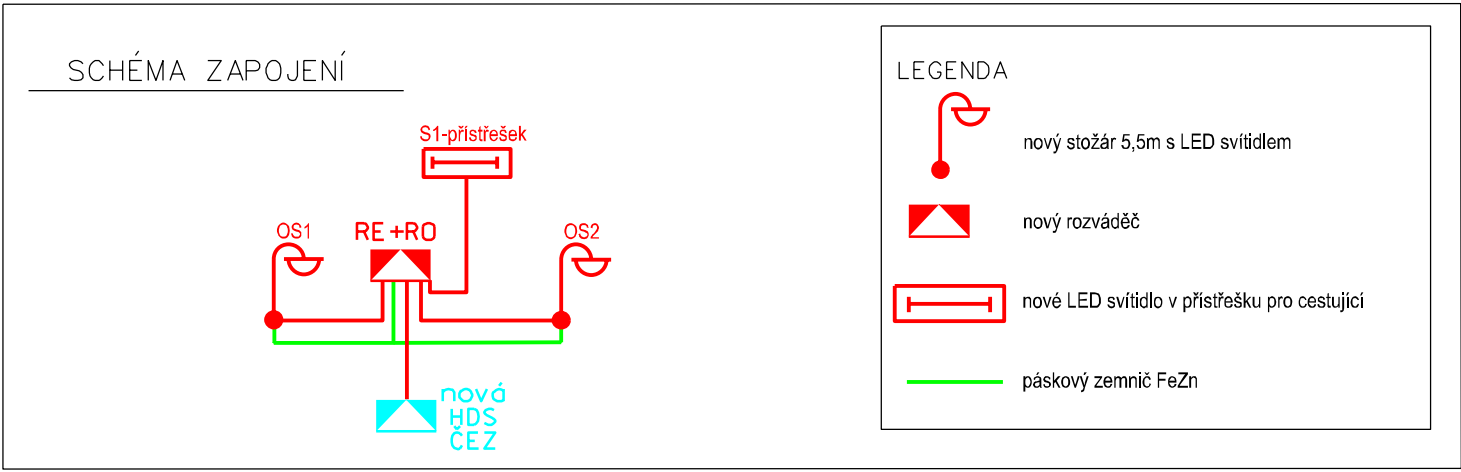 SCHÉMA ZAPOJENÍ
S1-přístřešek
OS1
RE+RO
OS2
nová
HDS
ČEZ
LEGENDA
nový stožár 5,5m s LED svítidlem
nový rozváděč
nové LED svítidlo v přístřešku pro cestující
páskový zemnič FeZn